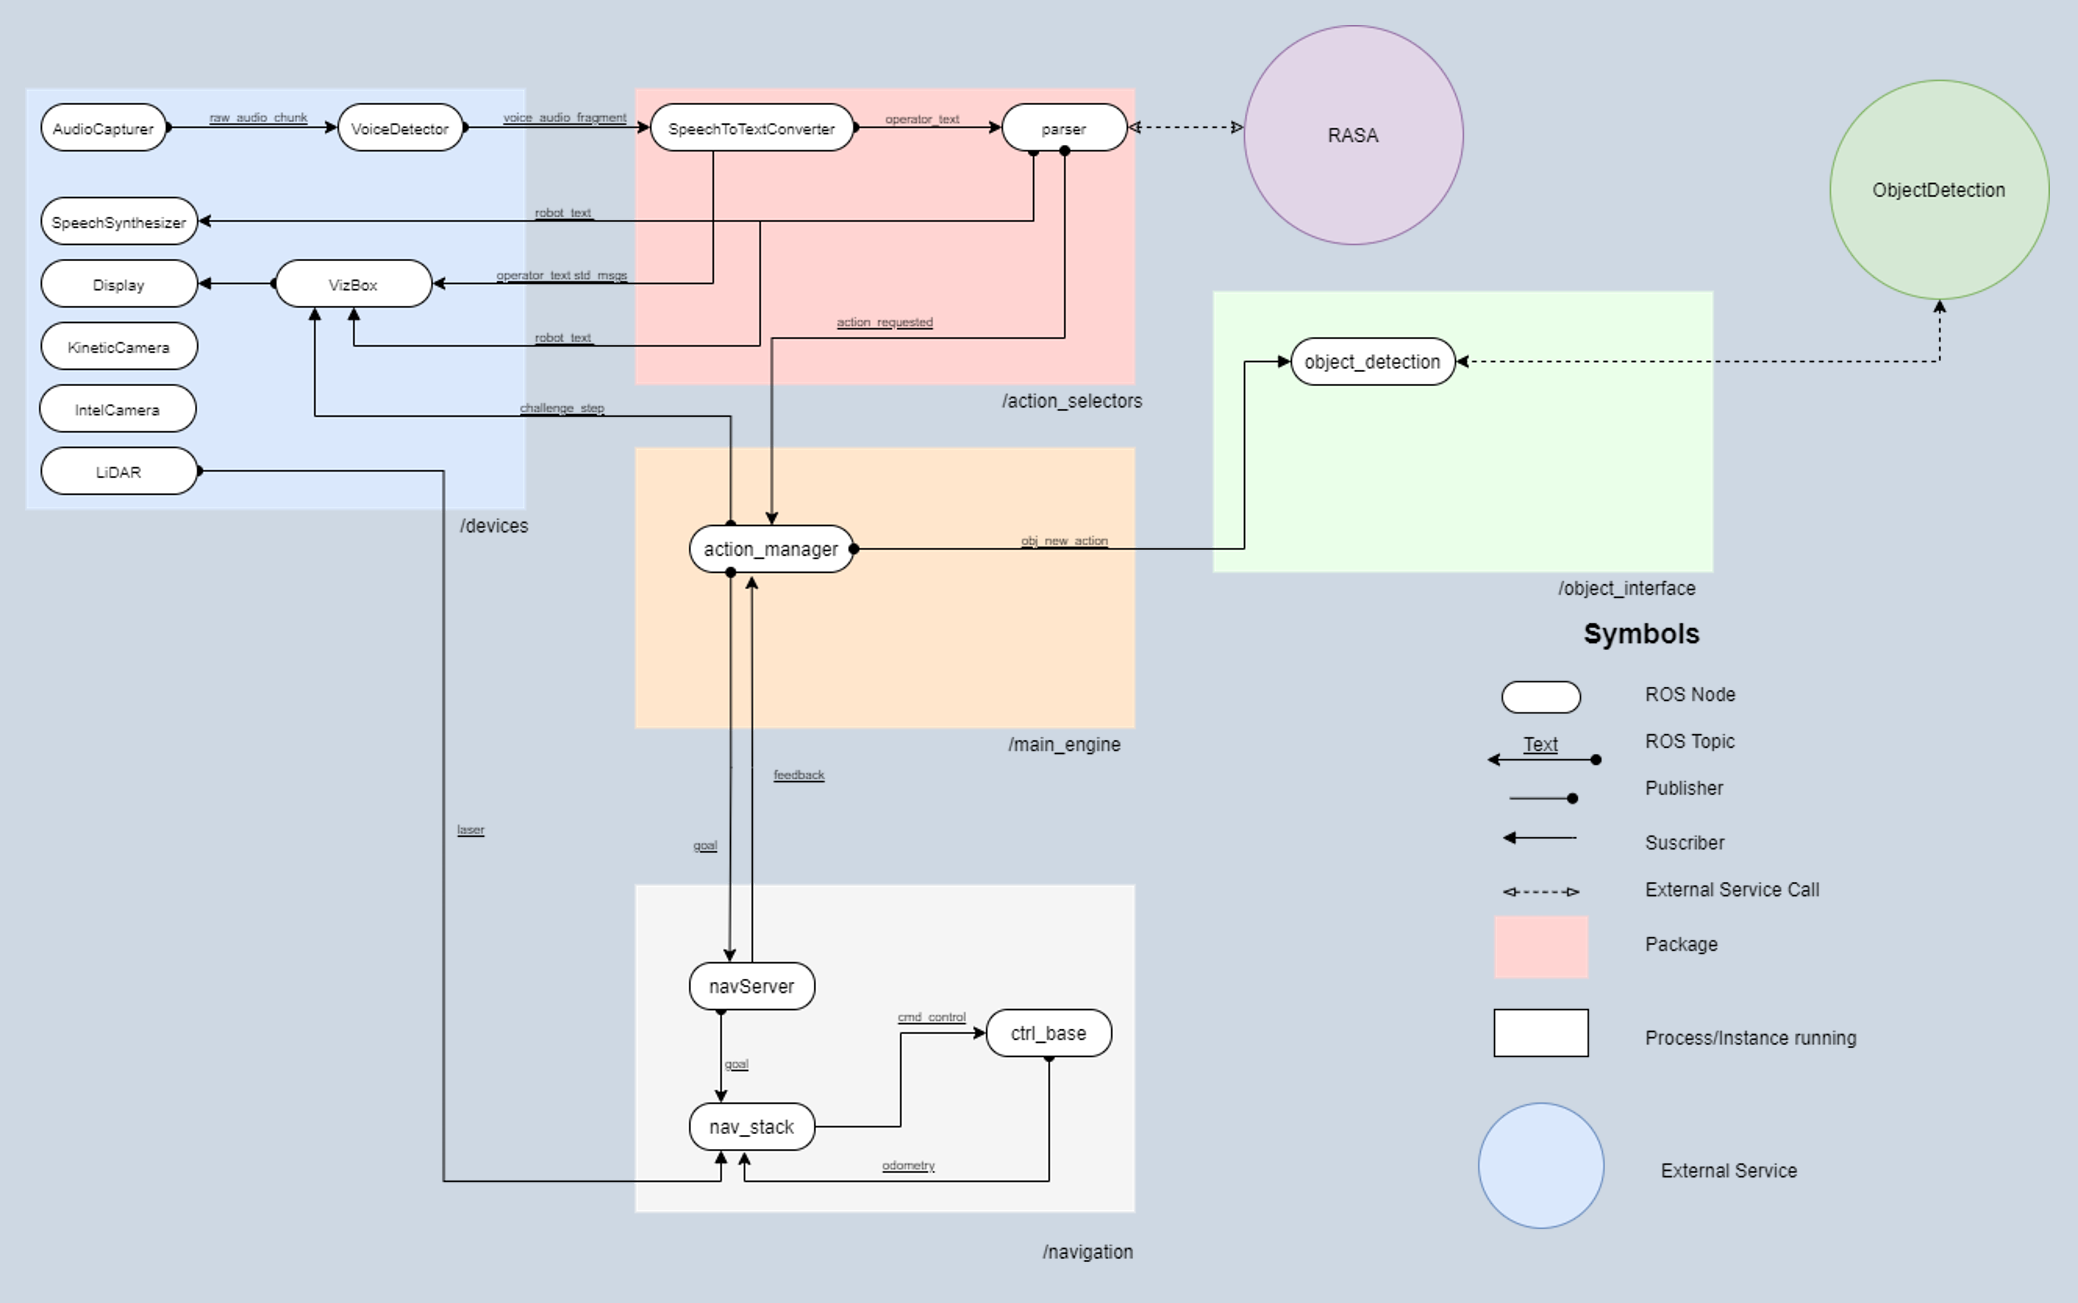 AudioCapturer
raw_audio_chunk
VoiceDetector
voice_audio_fragment
SpeechToTextConverter
operator_text
parser
RASA
ObjectDetection
SpeechSynthesizer
robot_text
Display
VizBox
operator_text std_msgs
KineticCamera
robot_text
action_requested
object_detection
IntelCamera
challenge_step
/action_selectors
LiDAR
/devices
action_manager
obj_new_action
/object_interface
/main_engine
feedback
laser
goal
navServer
cmd_control
ctrl_base
goal
nav_stack
odometry
/navigation
Symbols
ROS Node
Text
ROS Topic
Publisher
Suscriber
External Service Call
Package
Process/Instance running
External Service